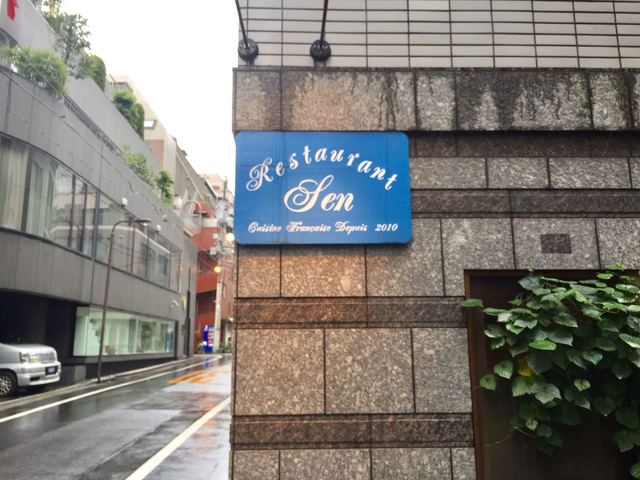 Restaurant
Sen
Cuisine Française Depuis 2010